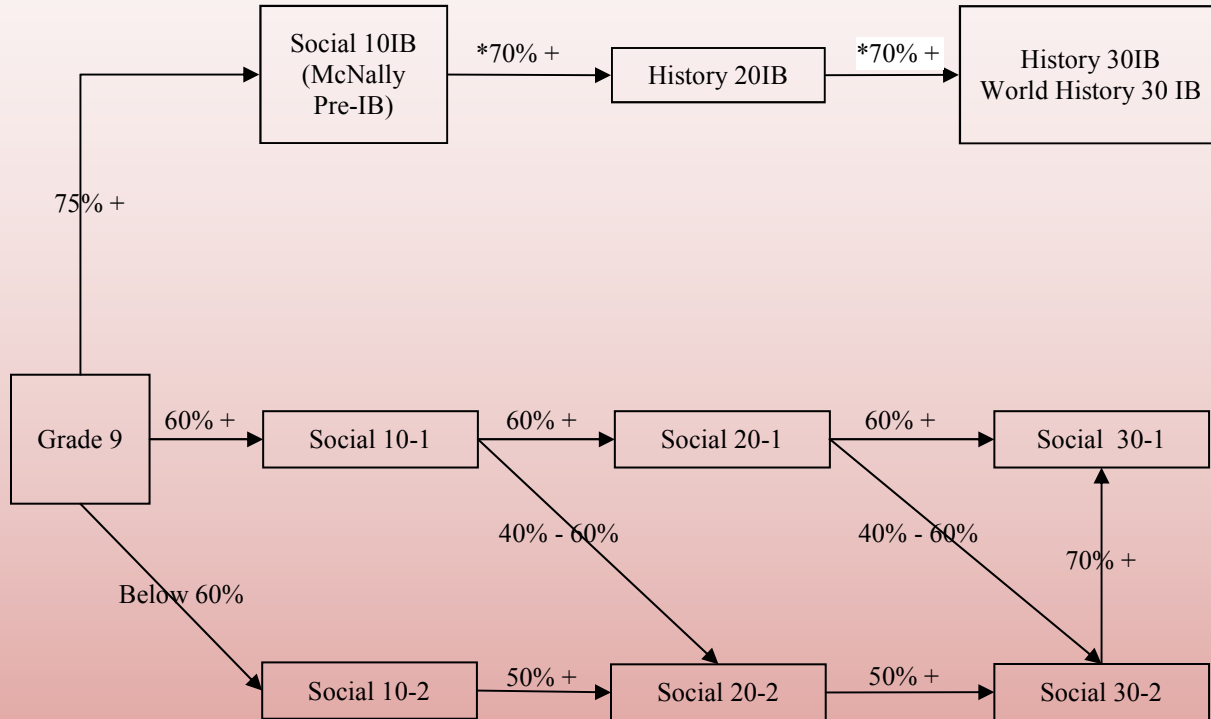 Social 10IB
(McNally
Pre-IB)
*70% +
History 20IB
*70% +
History 30IB
World History 30 IB
75% +
Grade 9
60% +
Social 10-1
60% +
Social 20-1
60% +
Social 30-1
40% - 60%
40% - 60%
70% +
Below 60%
Social 10-2
50% +
Social 20-2
50% +
Social 30-2